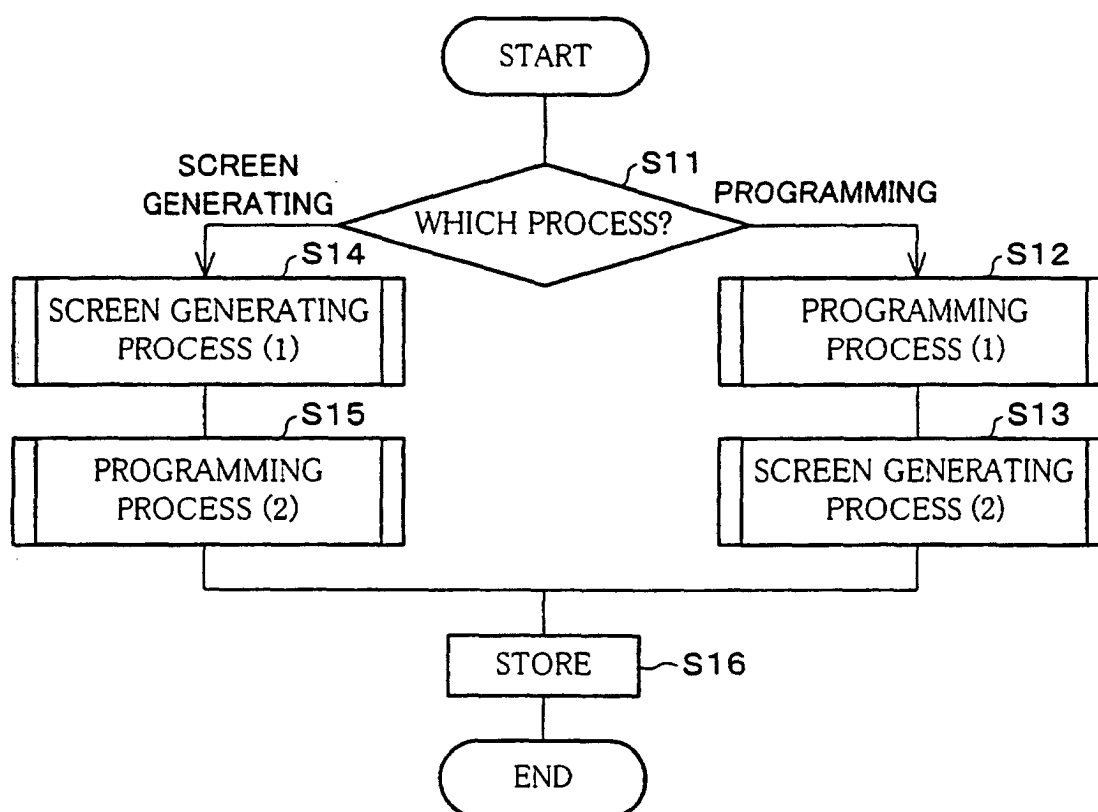 START
S11
SCREEN
GENERATING
WHICH PROCESS?
PROGRAMMING
S14
SCREEN GENERATING
PROCESS (1)
S12
PROGRAMMING
PROCESS (1)
S15
PROGRAMMING
PROCESS (2)
S13
SCREEN GENERATING
PROCESS (2)
STORE
S16
END